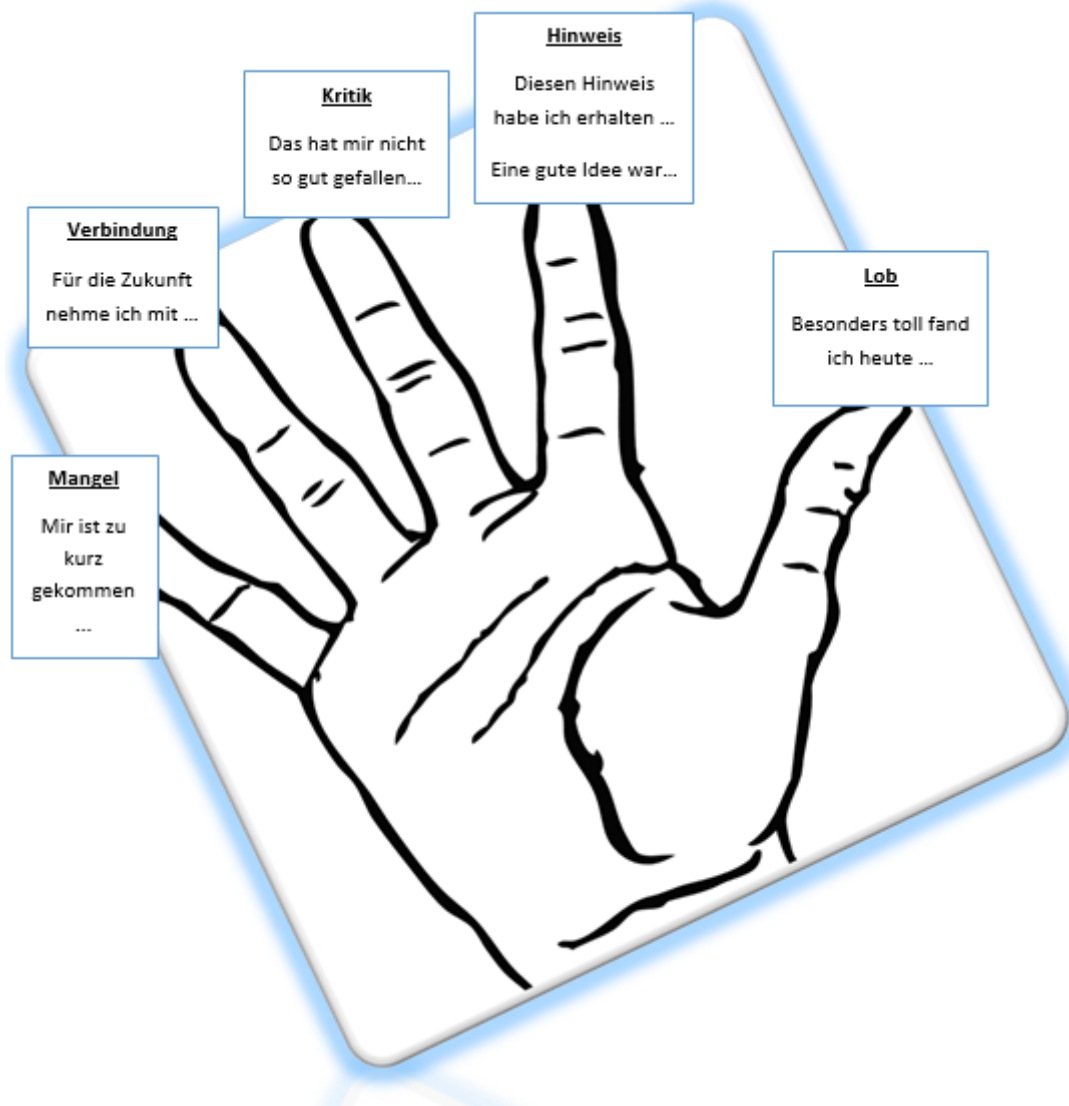 Hinweis
Diesen Hinweis
habe ich erhalten ...
Eine gute Idee war...
Kritik
Das hat mir nicht
so gut gefallen...
Verbindung
Für die Zukunft
nehme ich mit ...
Lob
Besonders toll fand
ich heute ...
Mangel
Mir ist zu
kurz
gekommen
...